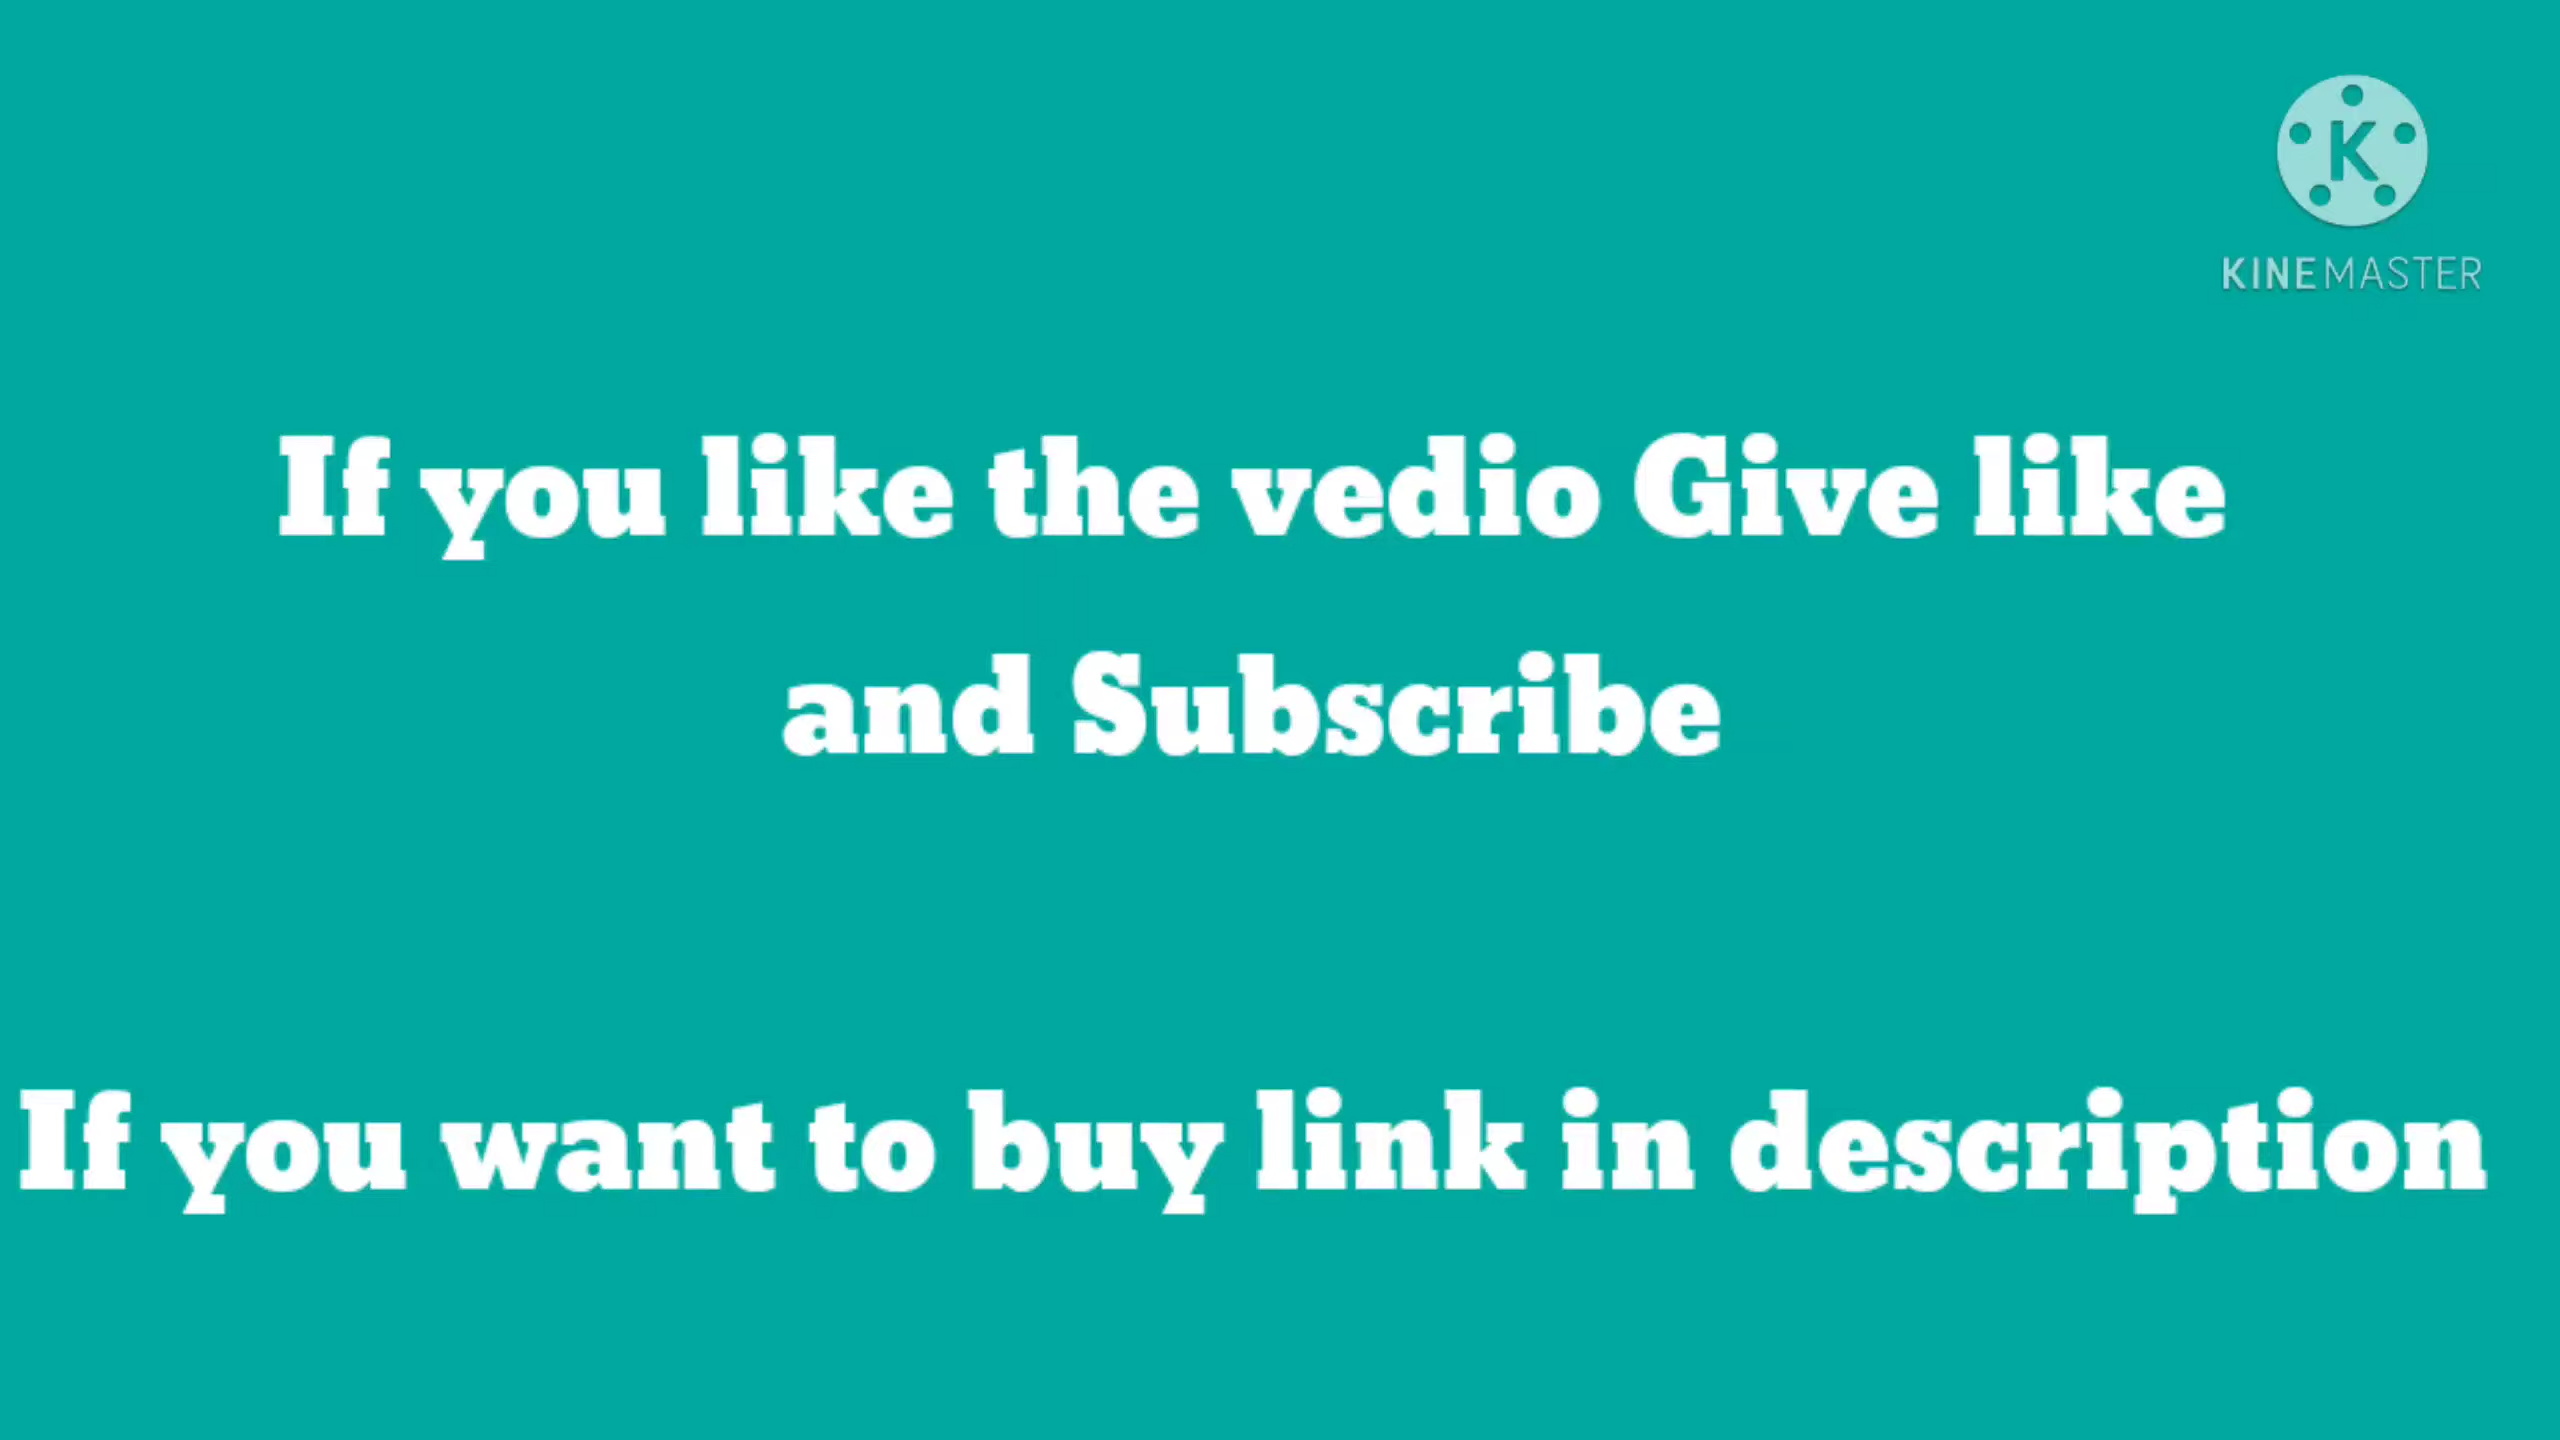 K
KINEMASTER
If you like the vedio Give like
and Subscribe
If you want to buy link in description